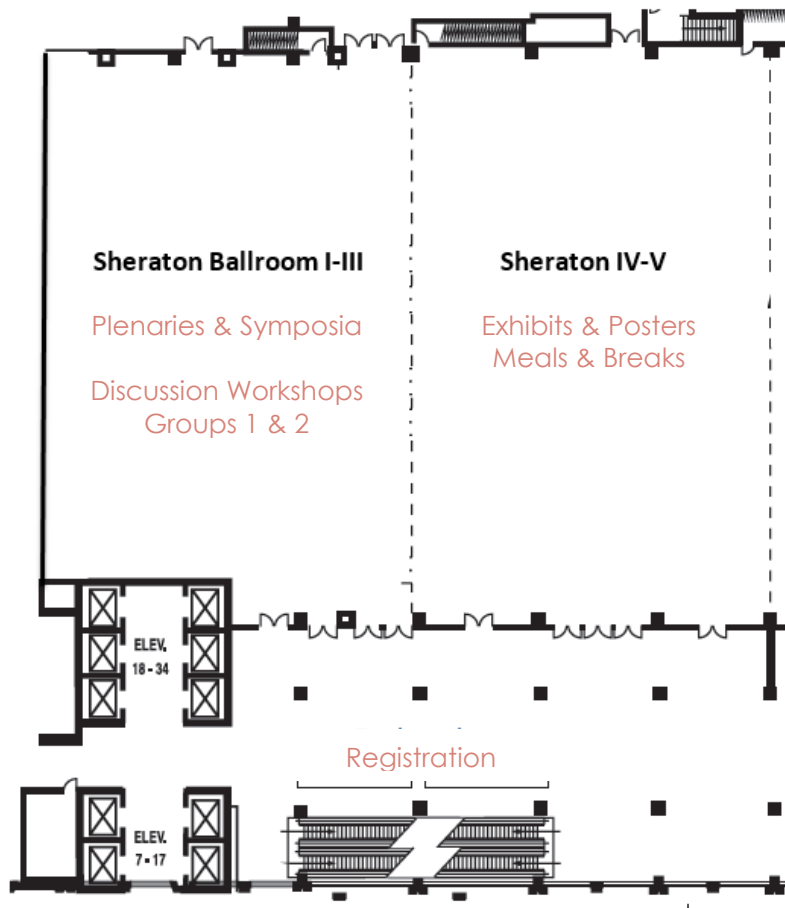 Sheraton Ballroom I-III
Plenaries & Symposia
Discussion Workshops
Groups 1 & 2
Sheraton IV-V
Exhibits & Posters
Meals & Breaks
ELEV.
18 - 34
Registration
ELEV.
7 - 17